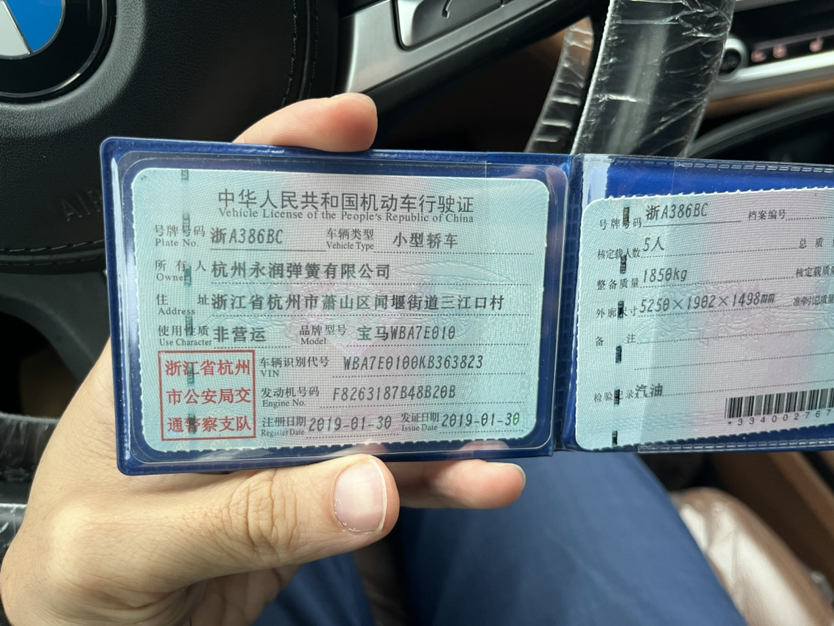 中华人民共和国机动车行驶证
Vehicle License of the People's Republic of China
号牌号码 浙A386BC 车辆类型 小型轿车
Plate No. Vehicle Type
所有人 杭州永润弹簧有限公司
Owner
住址 浙江省杭州市萧山区闻堰街道三江口村
Address
使用性质 非营运 品牌型号 宝马WBA7E010
Use Character Model
浙江省杭州
市公安局交
通警察支队
车辆识别代号 WBA7E0100KB363823
VIN
发动机号码 F8263187B48B20B
Engine No.
注册日期 2019-01-30 发证日期 2019-01-30
Register Date Issue Date
号牌号码 浙A386BC 档案编号
核定载人数 5人 总质
整备质量 1850kg 核定载
外廓尺寸 5250×1902×1498mm 准牵引总质
备注
检验记录 汽油
*334002767
AIR